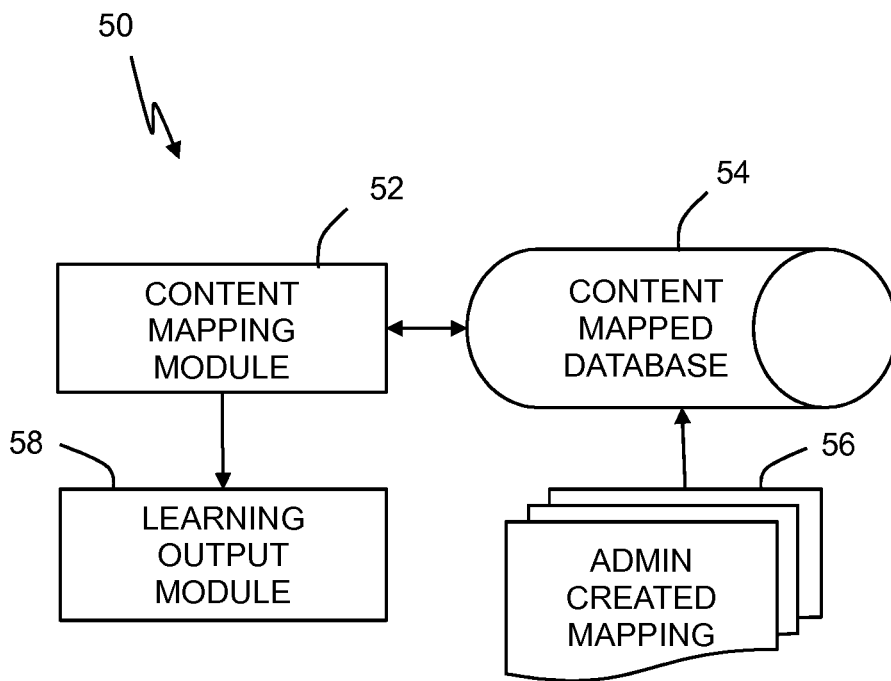 50
52
54
CONTENT
MAPPING
MODULE
CONTENT
MAPPED
DATABASE
58
56
LEARNING
OUTPUT
MODULE
ADMIN
CREATED
MAPPING